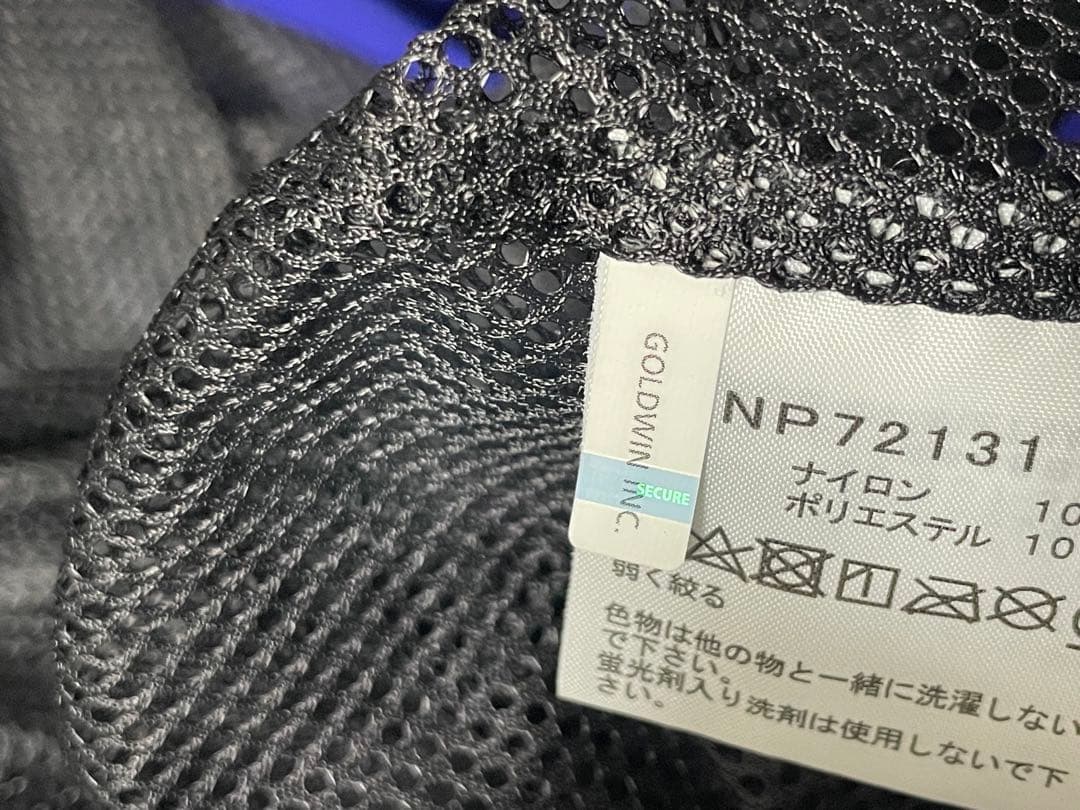 GOLDWIN INC.
SECURE
NP72131
ナイロン 10
ポリエステル 10
弱く絞る
色物は他の物と一緒に洗濯しない
で下さい。
蛍光剤入り洗剤は使用しないで下
さい。